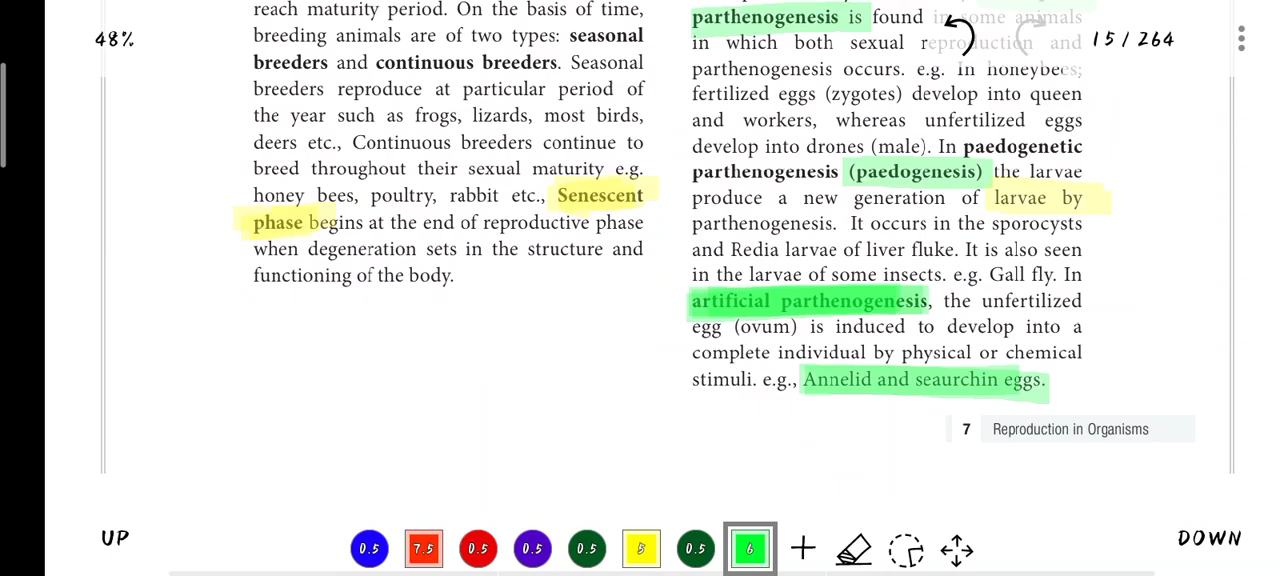 48%
15 / 264
reach maturity period. On the basis of time,
breeding animals are of two types: seasonal
breeders and continuous breeders. Seasonal
breeders reproduce at particular period of
the year such as frogs, lizards, most birds,
deers etc., Continuous breeders continue to
breed throughout their sexual maturity e.g.
honey bees, poultry, rabbit etc., Senescent
phase begins at the end of reproductive phase
when degeneration sets in the structure and
functioning of the body.
parthenogenesis is found in some animals
in which both sexual reproduction and
parthenogenesis occurs. e.g. In honeybees;
fertilized eggs (zygotes) develop into queen
and workers, whereas unfertilized eggs
develop into drones (male). In paedogenetic
parthenogenesis (paedogenesis) the larvae
produce a new generation of larvae by
parthenogenesis. It occurs in the sporocysts
and Redia larvae of liver fluke. It is also seen
in the larvae of some insects. e.g. Gall fly. In
artificial parthenogenesis, the unfertilized
egg (ovum) is induced to develop into a
complete individual by physical or chemical
stimuli. e.g., Annelid and seaurchin eggs.
7 Reproduction in Organisms
UP
DOWN
0.5 7.5 0.5 0.5 0.5 5 0.5 6